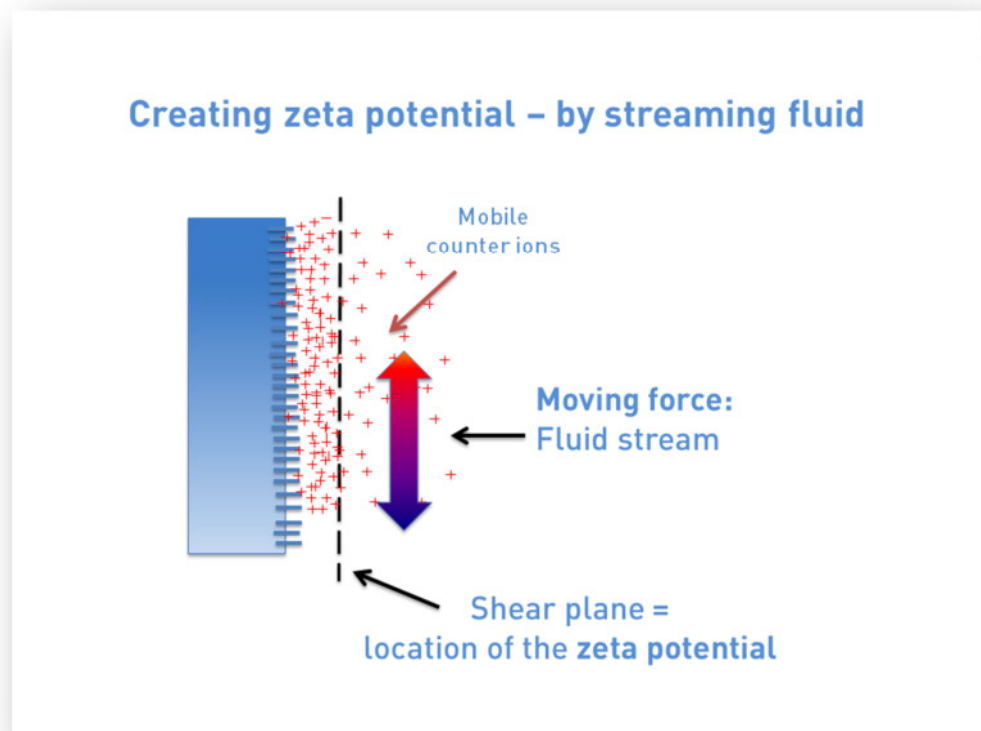 Creating zeta potential – by streaming fluid
Mobile
counter ions
Moving force:
Fluid stream
Shear plane =
location of the zeta potential